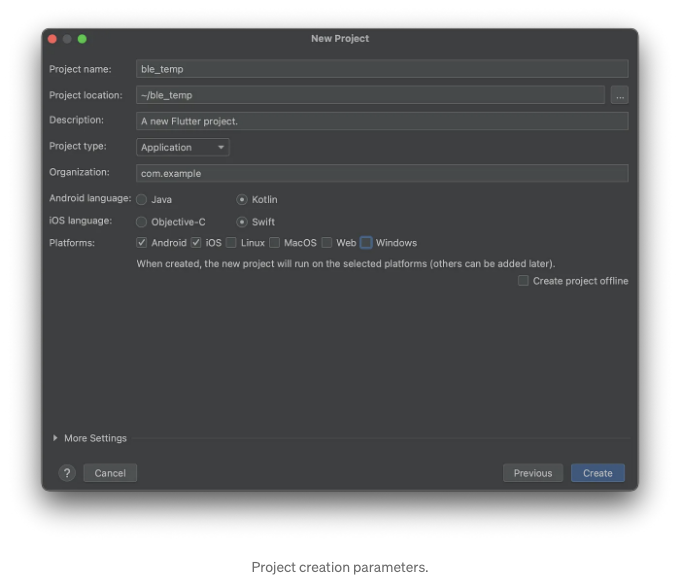 New Project
Project name: ble_temp
Project location: ~/ble_temp ...
Description: A new Flutter project.
Project type: Application
Organization: com.example
Android language: Java Kotlin
iOS language: Objective-C Swift
Platforms: Android iOS Linux MacOS Web Windows
When created, the new project will run on the selected platforms (others can be added later).
Create project offline
More Settings
? Cancel Previous Create
Project creation parameters.